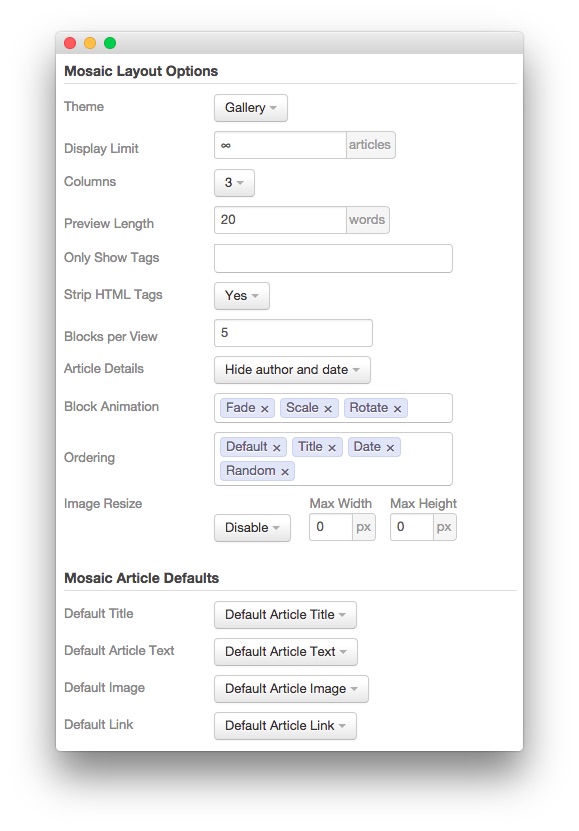 Mosaic Layout Options
Theme Gallery
Display Limit ∞ articles
Columns 3
Preview Length 20 words
Only Show Tags
Strip HTML Tags Yes
Blocks per View 5
Article Details Hide author and date
Block Animation Fade × Scale × Rotate ×
Ordering Default × Title × Date ×
Random ×
Image Resize Max Width Max Height
Disable 0 px 0 px
Mosaic Article Defaults
Default Title Default Article Title
Default Article Text Default Article Text
Default Image Default Article Image
Default Link Default Article Link